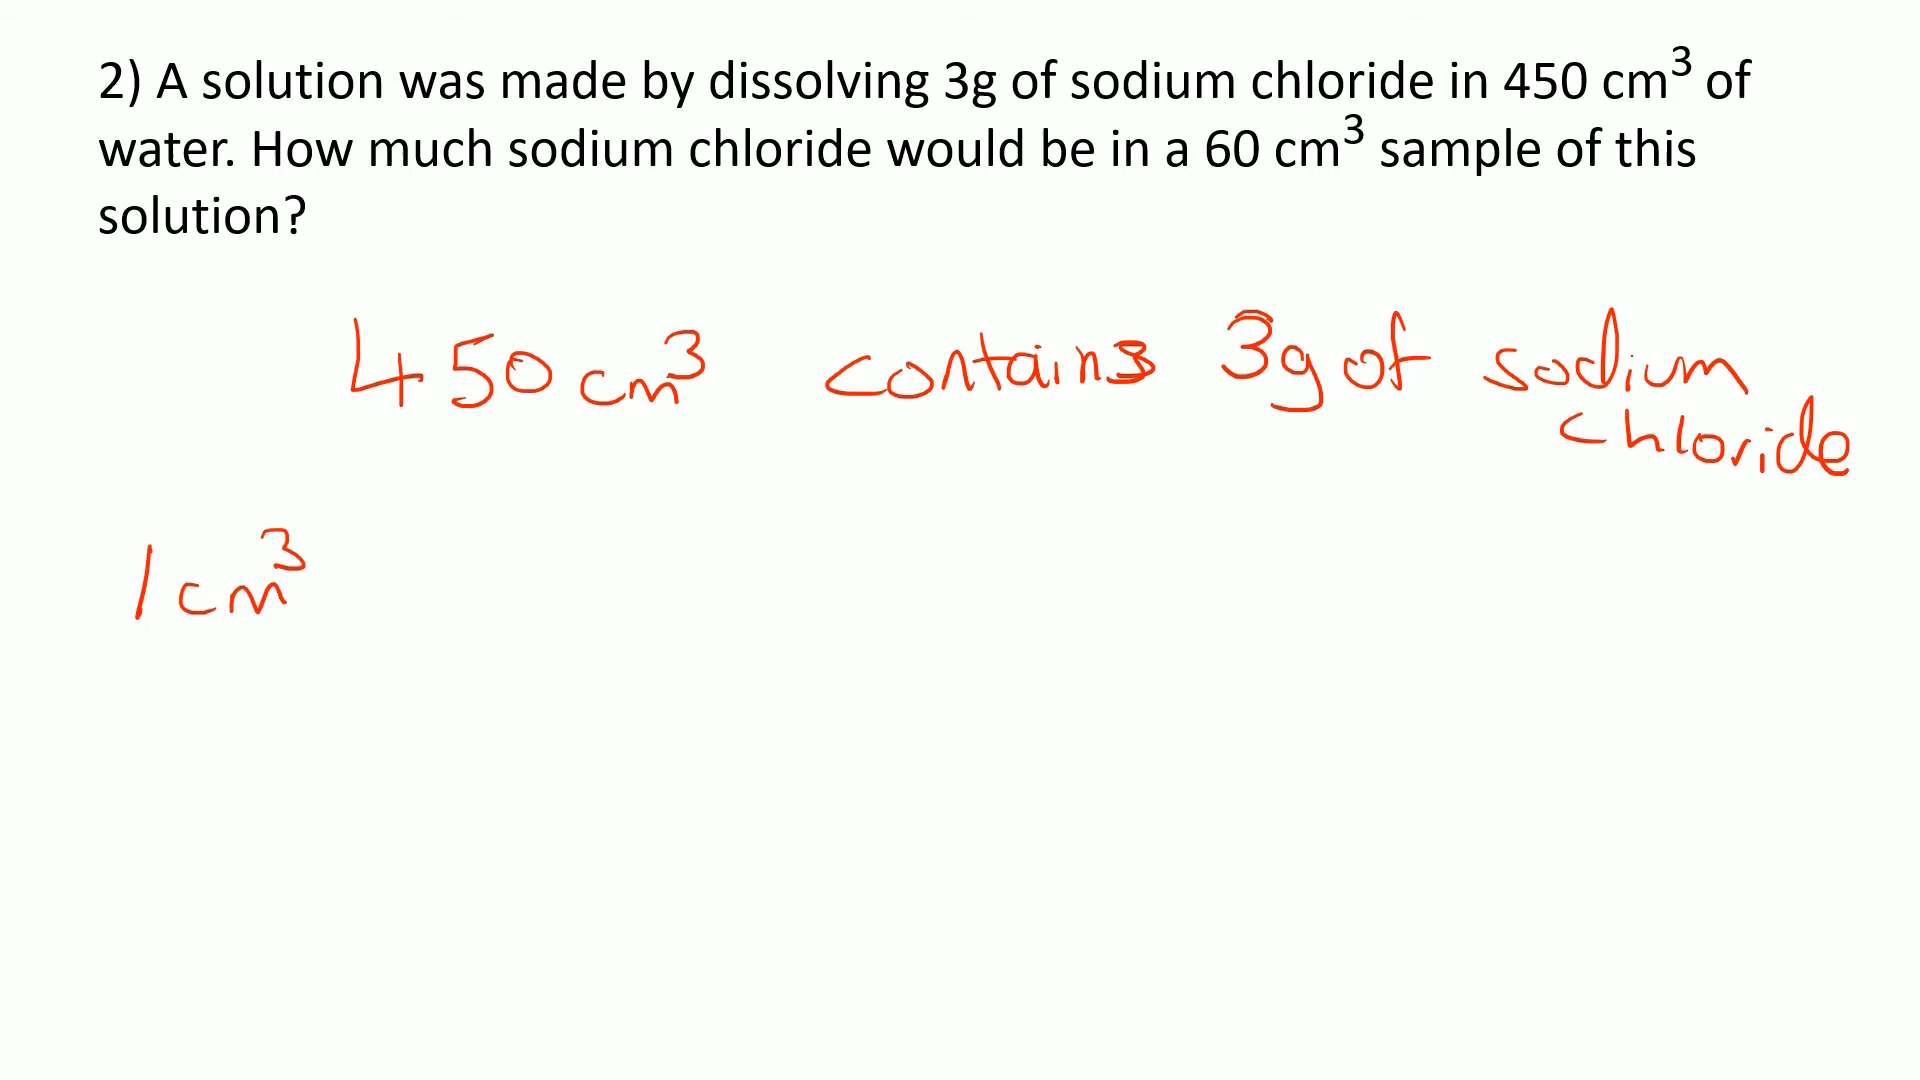 2) A solution was made by dissolving 3g of sodium chloride in 450 cm³ of
water. How much sodium chloride would be in a 60 cm³ sample of this
solution?
450 cm³ contains 3g of sodium
chloride
1 cm³